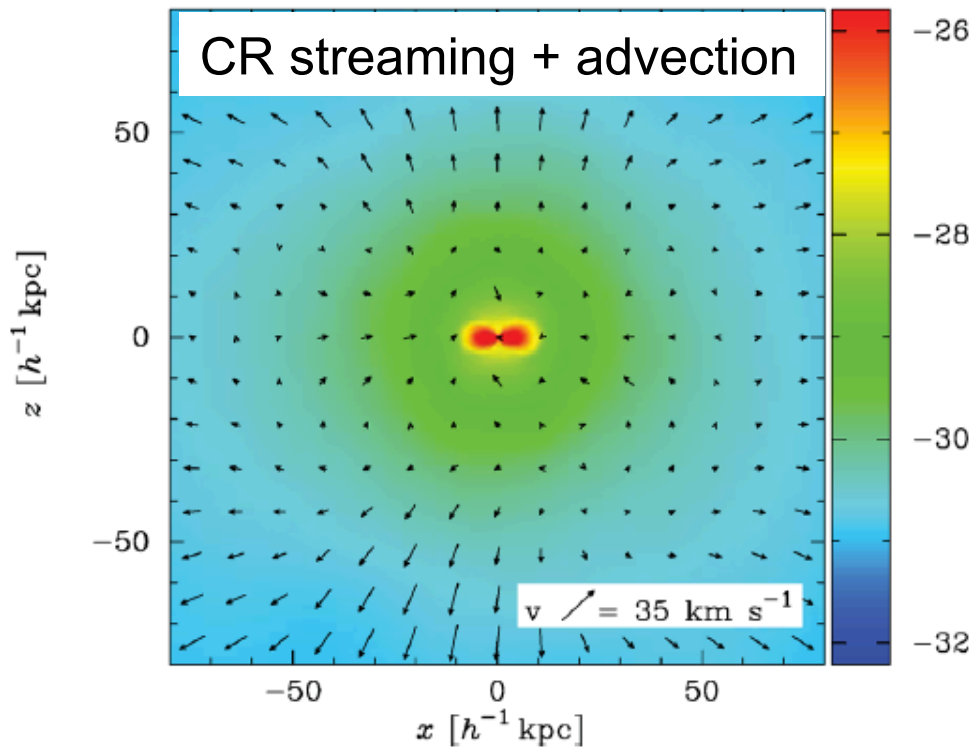 CR streaming + advection
−26
50
−28
z [h⁻¹ kpc]
0
−30
−50
v = 35 km s⁻¹
−32
−50 0 50
x [h⁻¹ kpc]